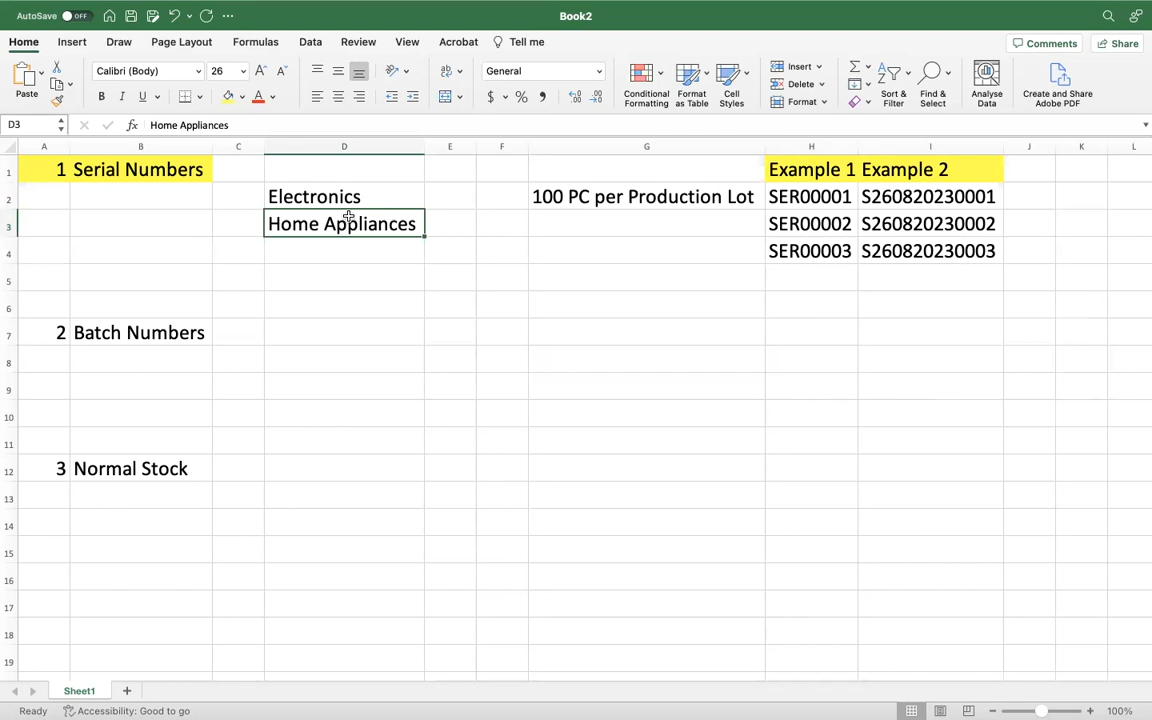 AutoSave OFF Book2
Home Insert Draw Page Layout Formulas Data Review View Acrobat Tell me Comments Share
Paste Calibri (Body) 26 General Conditional Formatting Format as Table Cell Styles Insert Delete Format Sort & Filter Find & Select Analyse Data Create and Share Adobe PDF
D3 fx Home Appliances
A B C D E F G H I J K L
1 1 Serial Numbers Example 1 Example 2
2 Electronics 100 PC per Production Lot SER00001 S260820230001
3 Home Appliances SER00002 S260820230002
4 SER00003 S260820230003
5
6
7 2 Batch Numbers
8
9
10
11
12 3 Normal Stock
13
14
15
16
17
18
19
Sheet1
Ready Accessibility: Good to go 100%